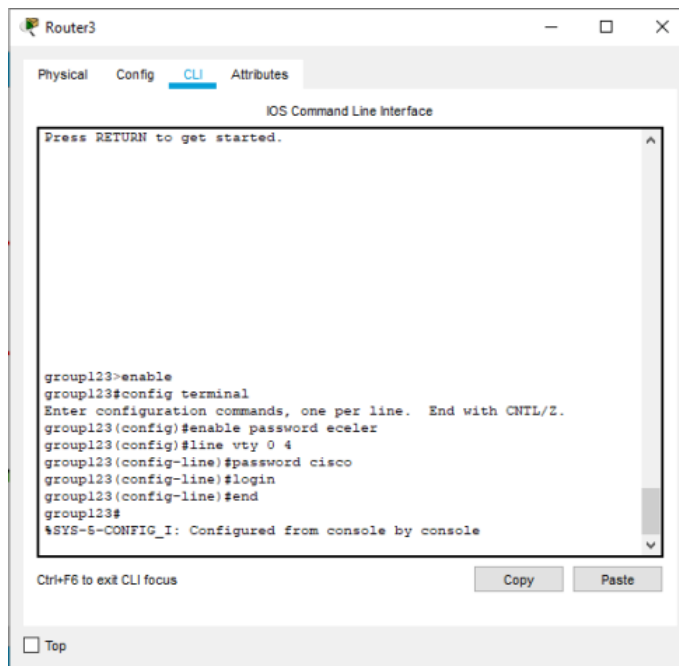 Router3
Physical Config CLI Attributes
IOS Command Line Interface
Press RETURN to get started.
group123>enable
group123#config terminal
Enter configuration commands, one per line.  End with CNTL/Z.
group123(config)#enable password eceler
group123(config)#line vty 0 4
group123(config-line)#password cisco
group123(config-line)#login
group123(config-line)#end
group123#
%SYS-5-CONFIG_I: Configured from console by console
Ctrl+F6 to exit CLI focus Copy Paste
Top